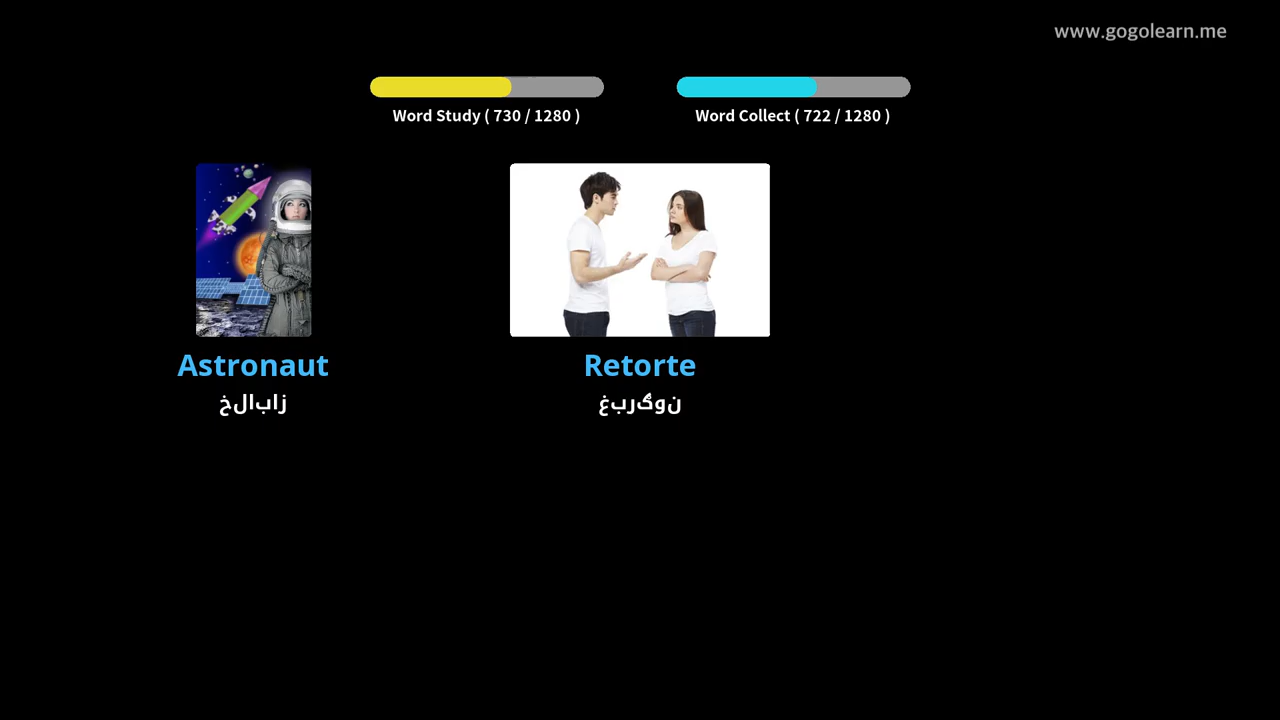 www.gogolearn.me
Word Study ( 730 / 1280 )
Word Collect ( 722 / 1280 )
Astronaut
زابالخ
Retorte
نوگربغ